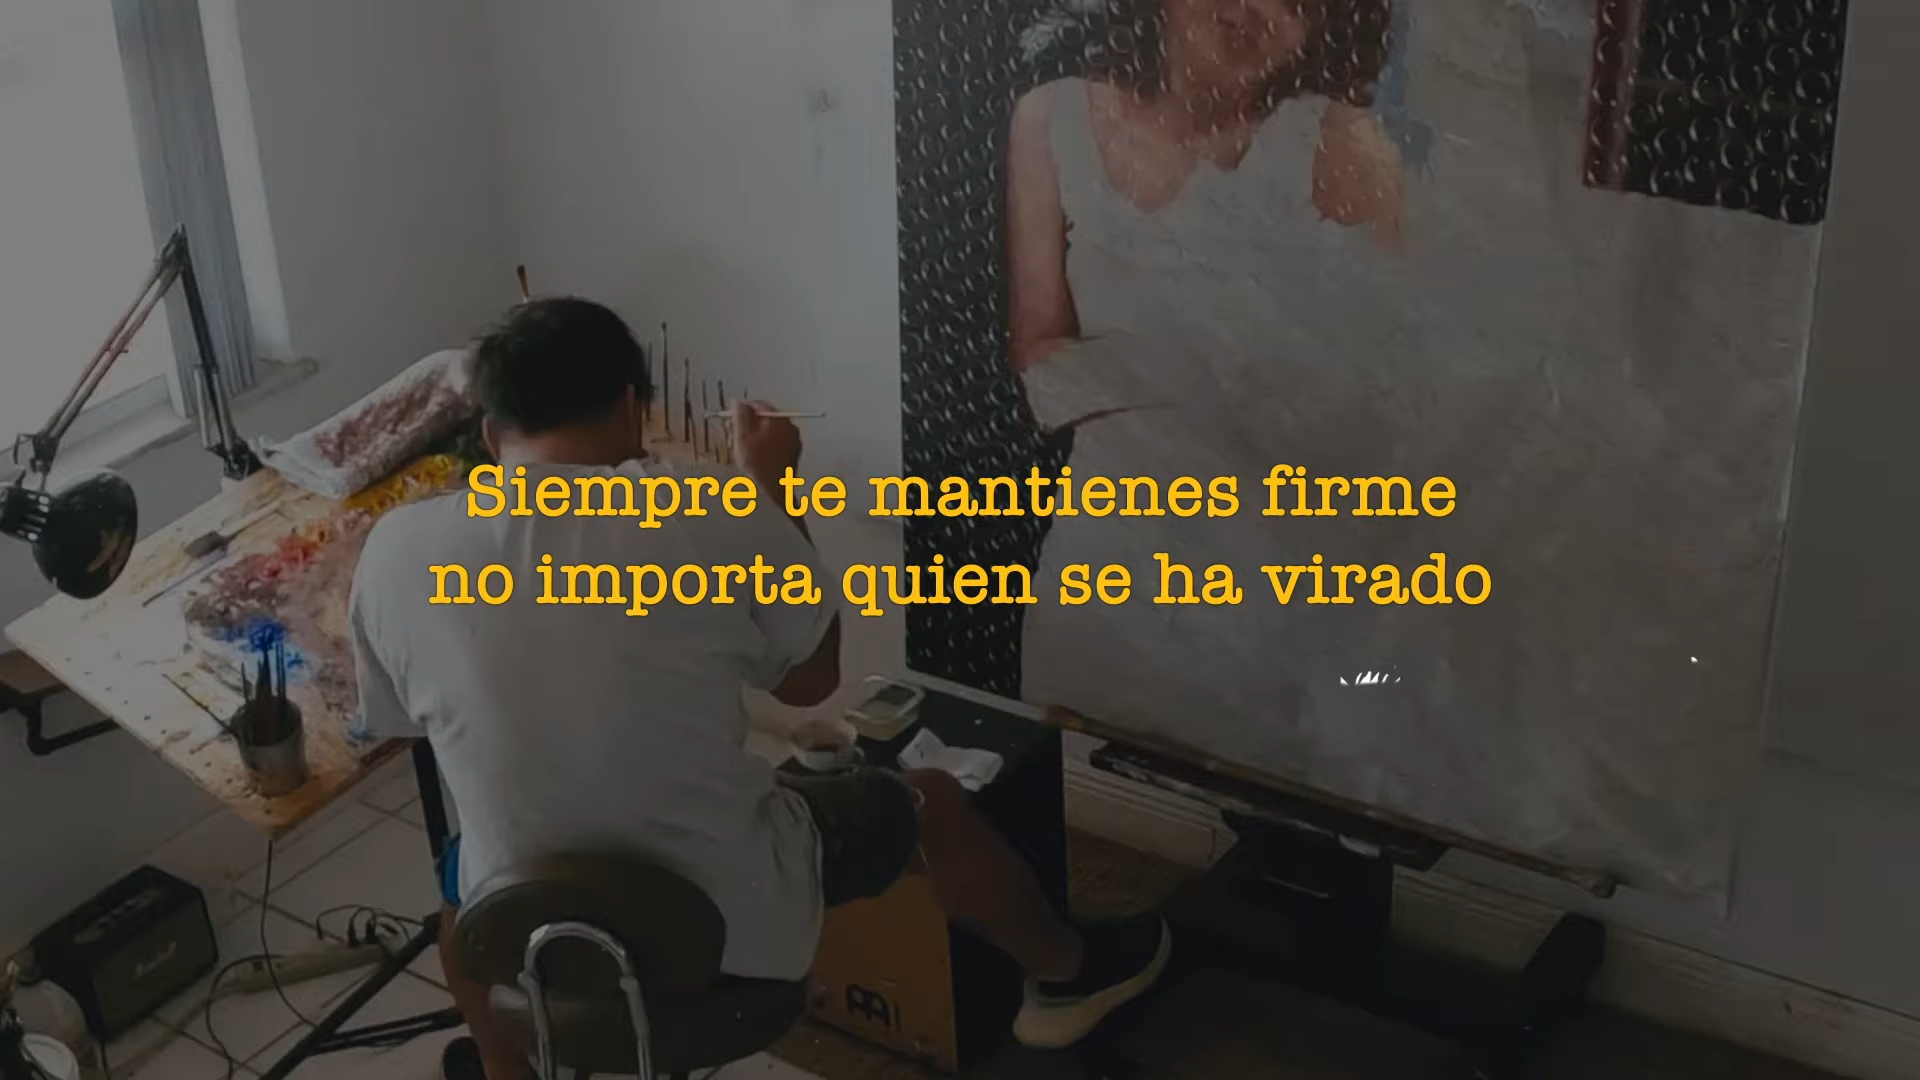 Siempre te mantienes firme
no importa quien se ha virado